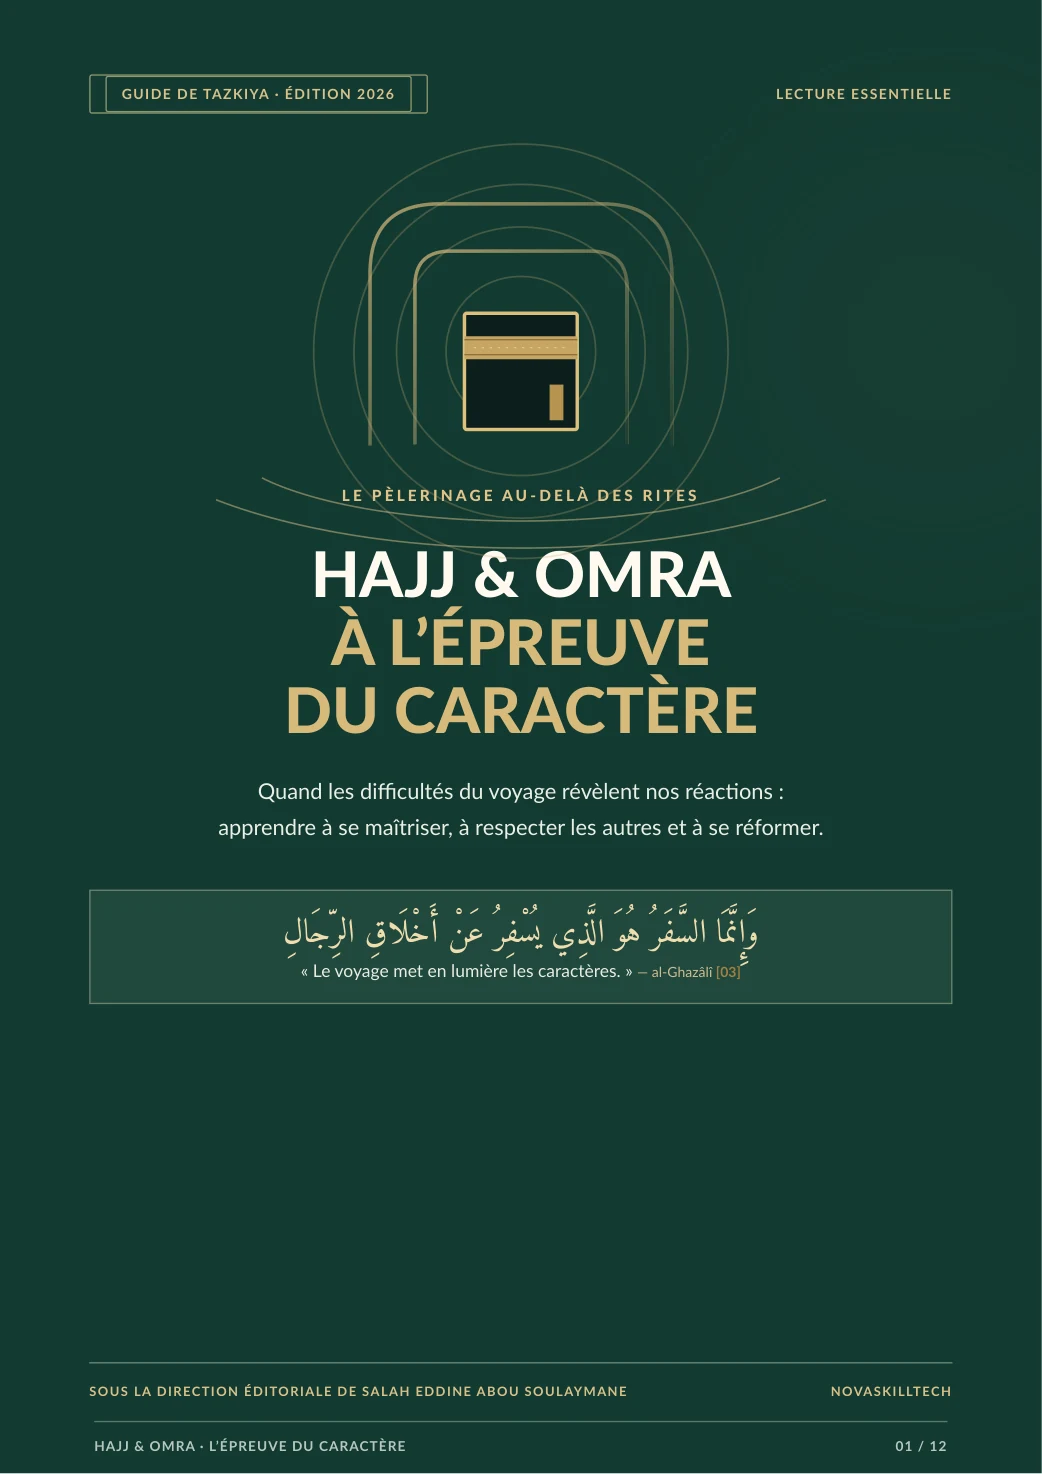 GUIDE DE TAZKIYA · ÉDITION 2026
LECTURE ESSENTIELLE
LE PÈLERINAGE AU-DELÀ DES RITES
HAJJ & OMRA
À L’ÉPREUVE
DU CARACTÈRE
Quand les difficultés du voyage révèlent nos réactions :
apprendre à se maîtriser, à respecter les autres et à se réformer.
وَإِنَّمَا السَّفَرُ هُوَ الَّذِي يُسْفِرُ عَنْ أَخْلَاقِ الرِّجَالِ
« Le voyage met en lumière les caractères. » — al-Ghazâlî [03]
SOUS LA DIRECTION ÉDITORIALE DE SALAH EDDINE ABOU SOULAYMANE
NOVASKILLTECH
HAJJ & OMRA · L’ÉPREUVE DU CARACTÈRE
01 / 12